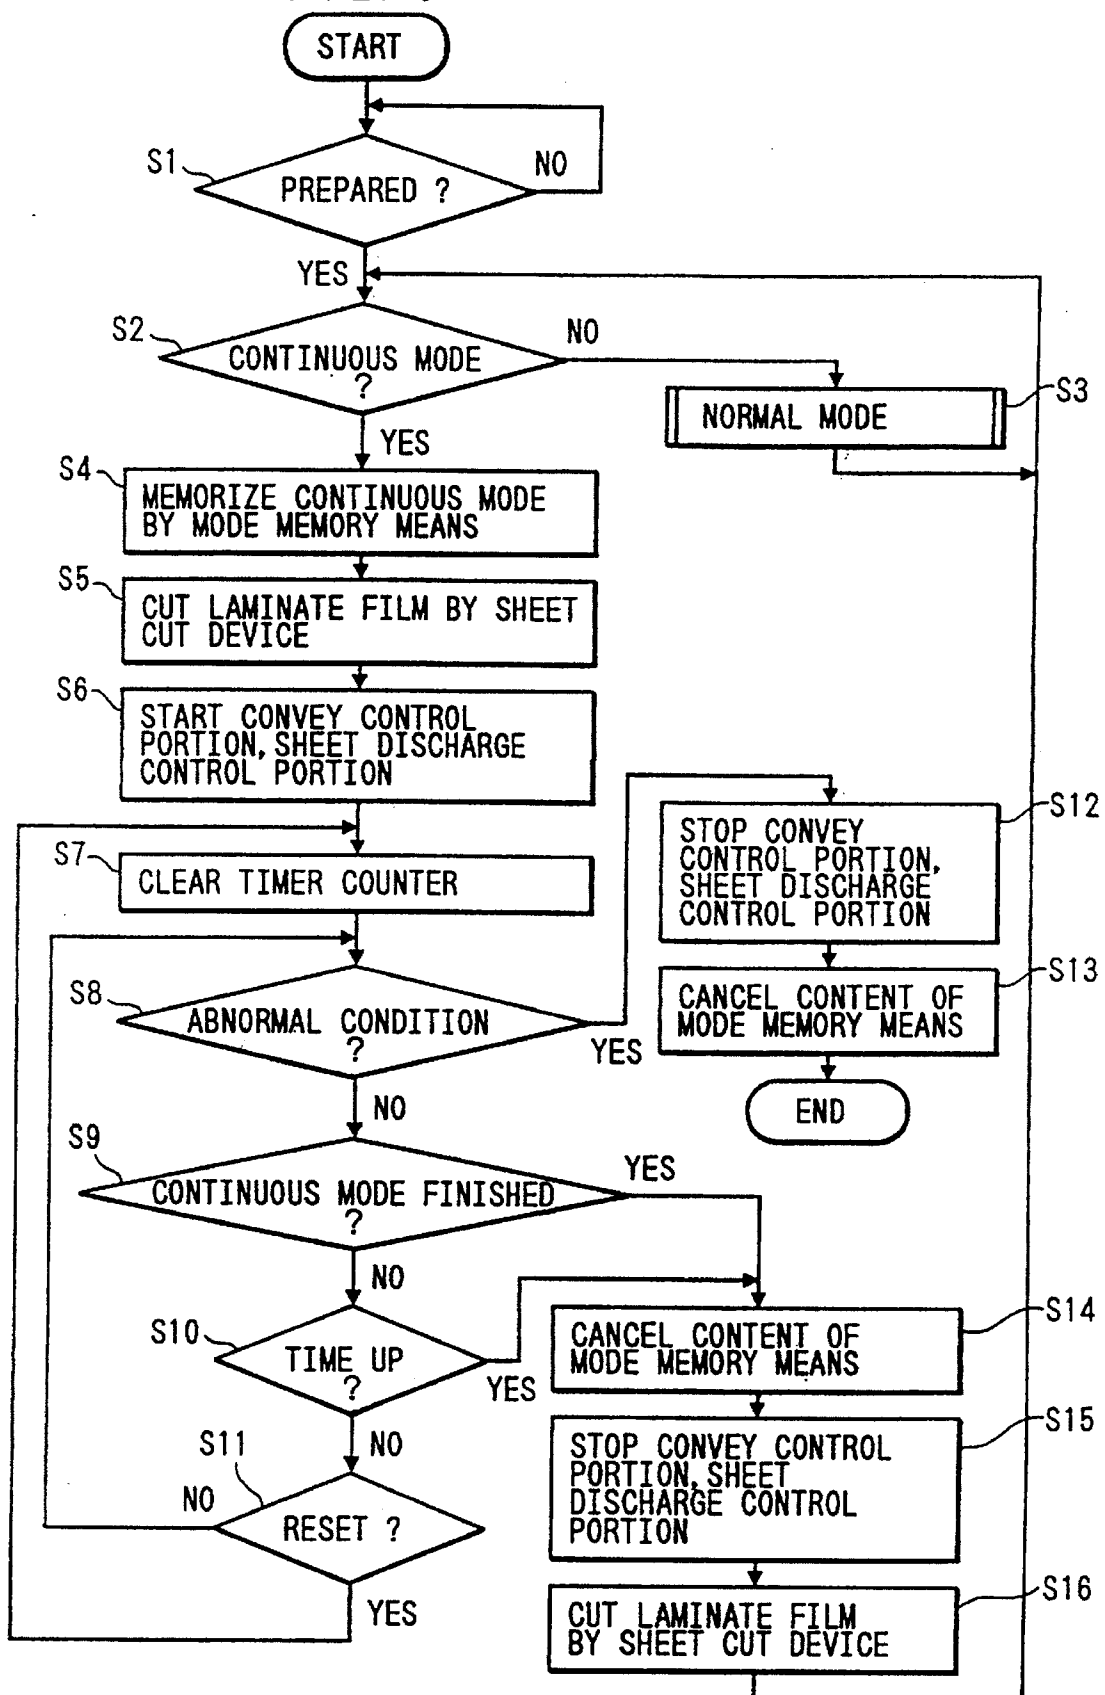 START
S1
PREPARED ?
NO
YES
S2
CONTINUOUS MODE
?
NO
S3
NORMAL MODE
YES
S4
MEMORIZE CONTINUOUS MODE
BY MODE MEMORY MEANS
S5
CUT LAMINATE FILM BY SHEET
CUT DEVICE
S6
START CONVEY CONTROL
PORTION, SHEET DISCHARGE
CONTROL PORTION
S7
CLEAR TIMER COUNTER
S12
STOP CONVEY
CONTROL PORTION,
SHEET DISCHARGE
CONTROL PORTION
S8
ABNORMAL CONDITION
?
YES
S13
CANCEL CONTENT OF
MODE MEMORY MEANS
END
NO
S9
CONTINUOUS MODE FINISHED
?
YES
NO
S10
TIME UP
?
YES
S14
CANCEL CONTENT OF
MODE MEMORY MEANS
NO
S11
NO
RESET ?
YES
S15
STOP CONVEY CONTROL
PORTION, SHEET
DISCHARGE CONTROL
PORTION
S16
CUT LAMINATE FILM
BY SHEET CUT DEVICE